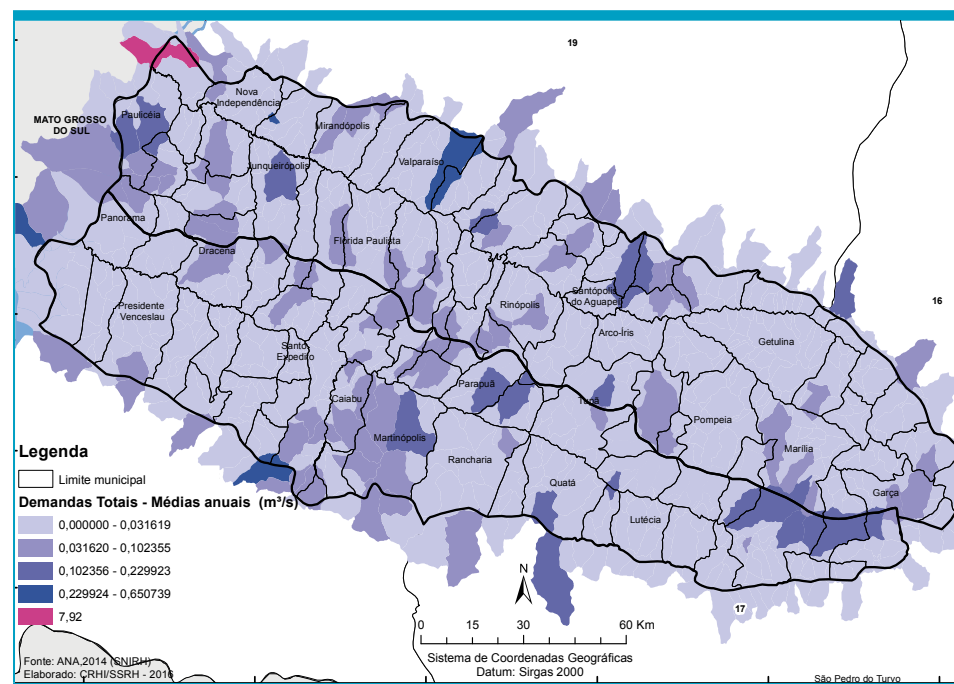 19
Nova
Independência
Paulicéia
MATO GROSSO
DO SUL
Mirandópolis
Valparaíso
Junqueirópolis
Panorama
Flórida Paulista
Dracena
Santópolis
do Aguapeí
16
Presidente
Venceslau
Rinópolis
Arco-Íris
Getulina
Santo
Expedito
Parapuã
Caiabu
Tupã
Pompeia
Martinópolis
Marília
Rancharia
Quatá
Garça
Lutécia
17
Legenda
Limite municipal
Demandas Totais - Médias anuais (m³/s)
0,000000 - 0,031619
0,031620 - 0,102355
0,102356 - 0,229923
0,229924 - 0,650739
7,92
N
0 15 30 45 60 Km
Sistema de Coordenadas Geográficas
Datum: Sirgas 2000
Fonte: ANA,2014 (SNIRH)
Elaborado: CRHI/SSRH - 2016
São Pedro do Turvo